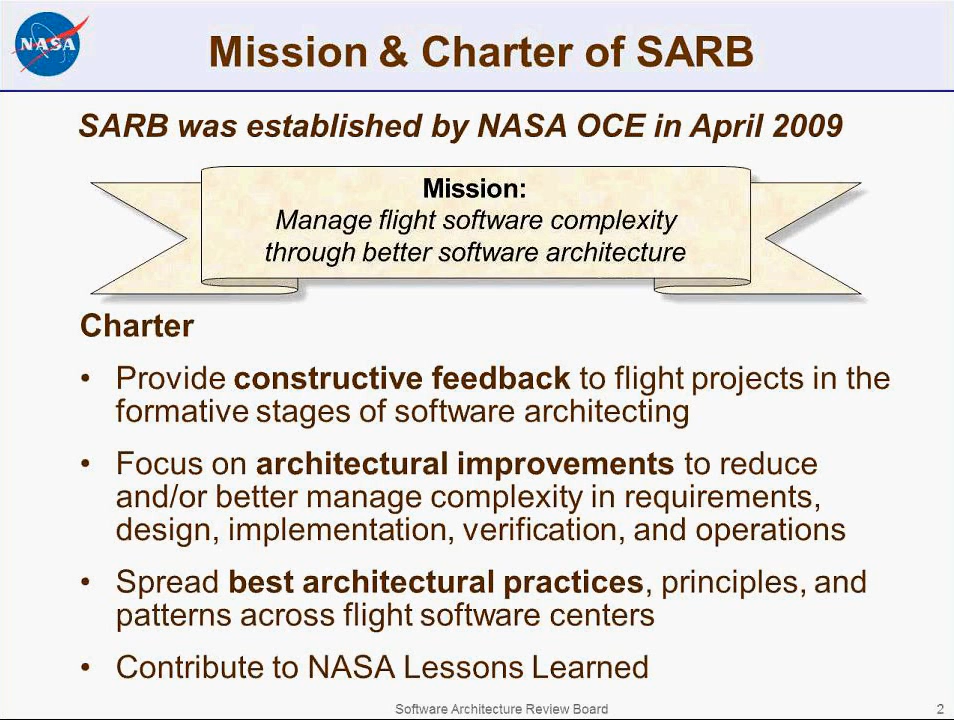 NASA
Mission & Charter of SARB
SARB was established by NASA OCE in April 2009
Mission:
Manage flight software complexity
through better software architecture
Charter
• Provide constructive feedback to flight projects in the
formative stages of software architecting
• Focus on architectural improvements to reduce
and/or better manage complexity in requirements,
design, implementation, verification, and operations
• Spread best architectural practices, principles, and
patterns across flight software centers
• Contribute to NASA Lessons Learned
Software Architecture Review Board
2